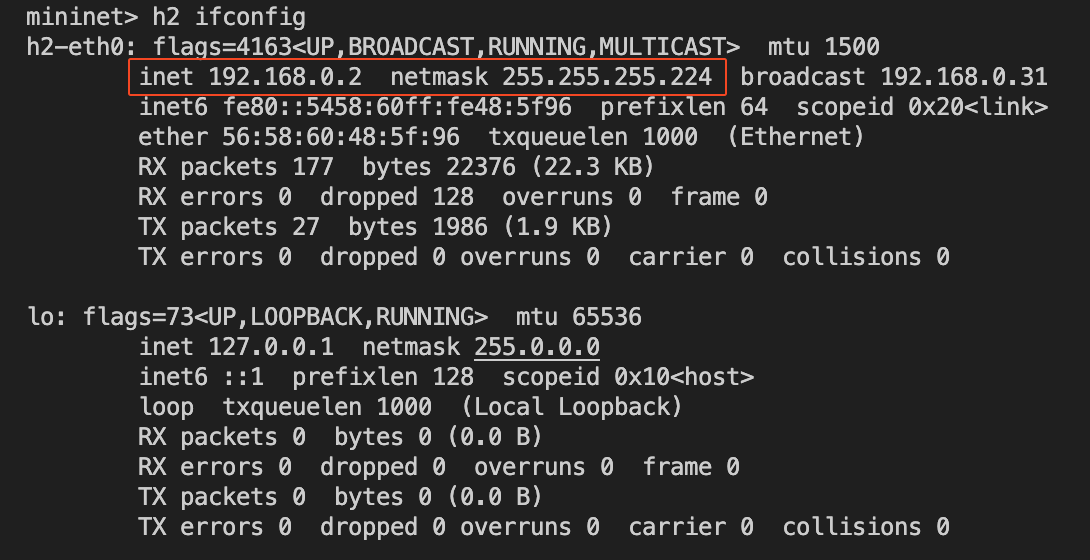 mininet> h2 ifconfig
h2-eth0: flags=4163<UP,BROADCAST,RUNNING,MULTICAST>  mtu 1500
        inet 192.168.0.2  netmask 255.255.255.224  broadcast 192.168.0.31
        inet6 fe80::5458:60ff:fe48:5f96  prefixlen 64  scopeid 0x20<link>
        ether 56:58:60:48:5f:96  txqueuelen 1000  (Ethernet)
        RX packets 177  bytes 22376 (22.3 KB)
        RX errors 0  dropped 128  overruns 0  frame 0
        TX packets 27  bytes 1986 (1.9 KB)
        TX errors 0  dropped 0 overruns 0  carrier 0  collisions 0

lo: flags=73<UP,LOOPBACK,RUNNING>  mtu 65536
        inet 127.0.0.1  netmask 255.0.0.0
        inet6 ::1  prefixlen 128  scopeid 0x10<host>
        loop  txqueuelen 1000  (Local Loopback)
        RX packets 0  bytes 0 (0.0 B)
        RX errors 0  dropped 0  overruns 0  frame 0
        TX packets 0  bytes 0 (0.0 B)
        TX errors 0  dropped 0 overruns 0  carrier 0  collisions 0